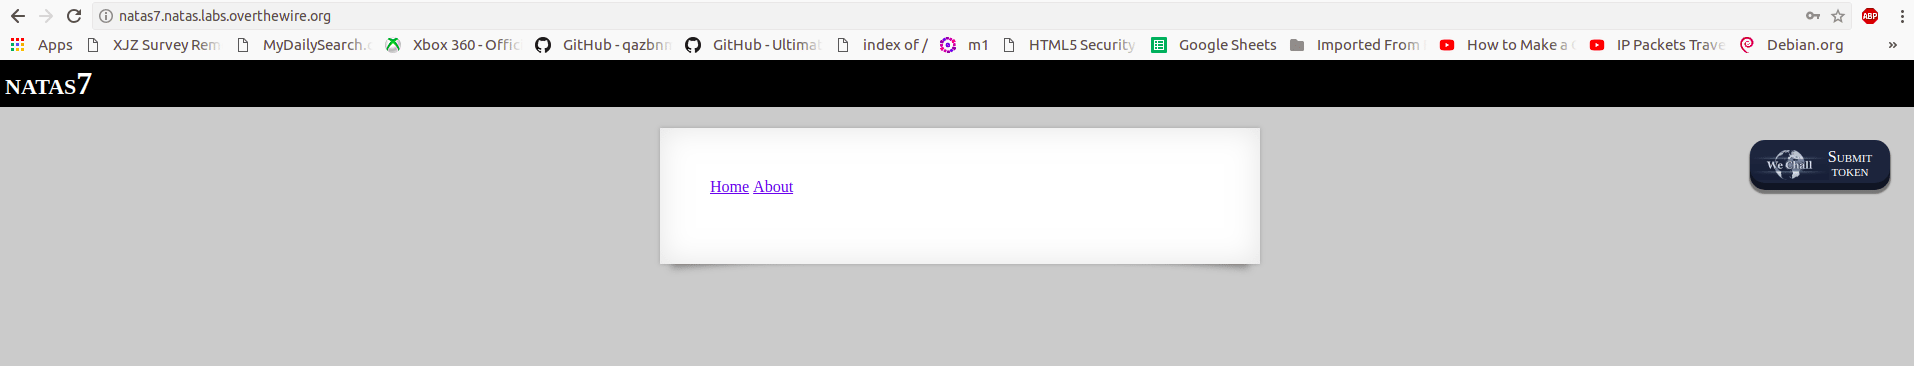 natas7.natas.labs.overthewire.org
ABP
Apps XJZ Survey Rem MyDailySearch. Xbox 360 - Offic GitHub - qazbnm GitHub - Ultimat index of / m1 HTML5 Security Google Sheets Imported From How to Make a IP Packets Trave Debian.org »
NATAS7
Home About
We Chall
SUBMIT
TOKEN